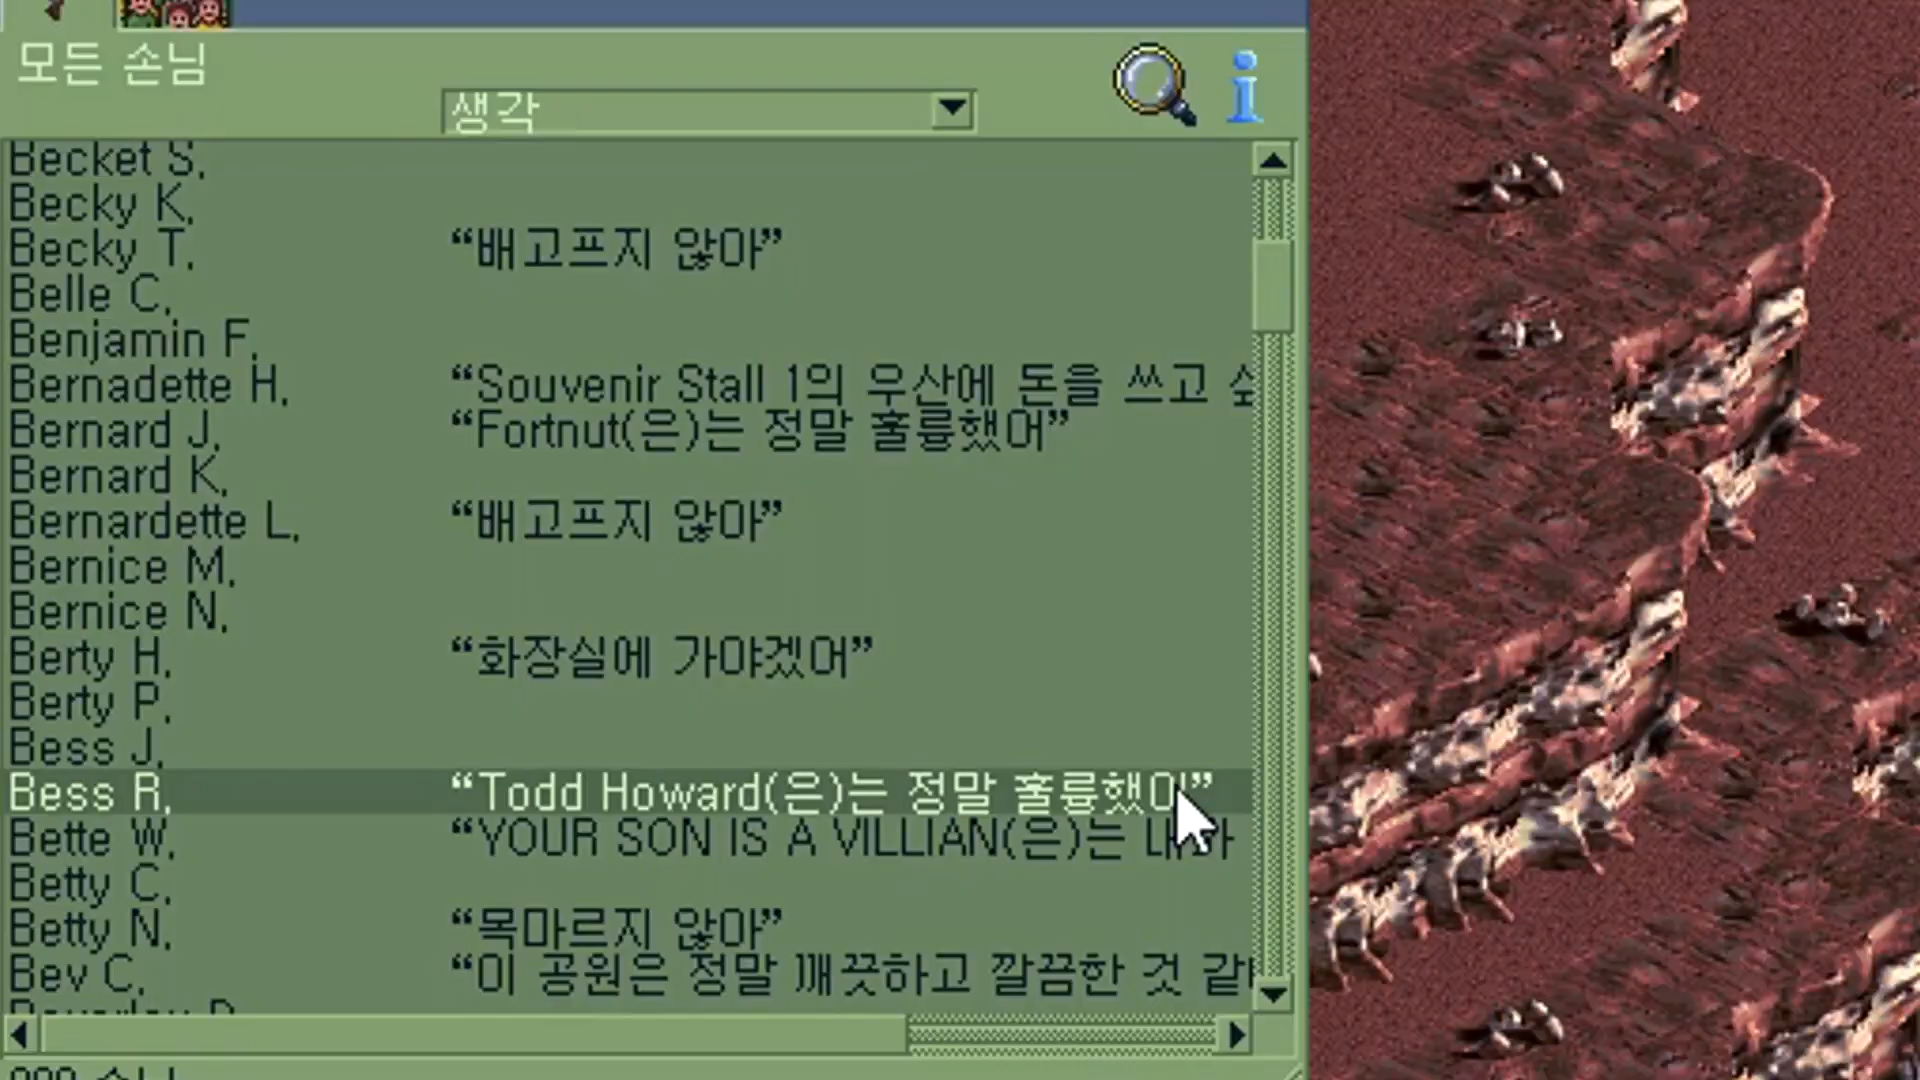 모든 손님
생각
Becket S.
Becky K.
Becky T. “배고프지 않아”
Belle C.
Benjamin F.
Bernadette H. “Souvenir Stall 1의 우산에 돈을 쓰고
Bernard J. “Fortnut(은)는 정말 훌륭했어”
Bernard K.
Bernardette L. “배고프지 않아”
Bernice M.
Bernice N.
Berty H. “화장실에 가야겠어”
Berty P.
Bess J.
Bess R. “Todd Howard(은)는 정말 훌륭했어”
Bette W. “YOUR SON IS A VILLIAN(은)는 내가
Betty C.
Betty N. “목마르지 않아”
Bev C. “이 공원은 정말 깨끗하고 깔끔한 것